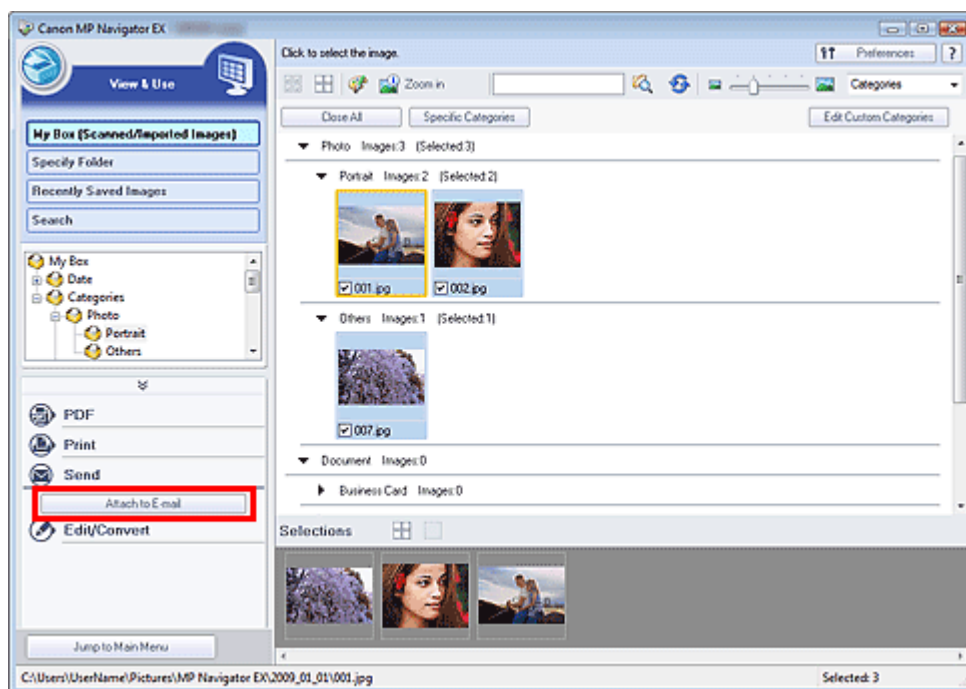 Canon MP Navigator EX
Click to select the image.
Preferences
?
View & Use
Zoom in
Categories
Close All
Specific Categories
Edit Custom Categories
My Box (Scanned/Imported Images)
Specify Folder
Recently Saved Images
Search
My Box
Date
Categories
Photo
Portrait
Others
PDF
Print
Send
Attach to E-mail
Edit/Convert
Jump to Main Menu
Photo Images:3 (Selected:3)
Portrait Images:2 (Selected:2)
001.jpg
002.jpg
Others Images:1 (Selected:1)
007.jpg
Document Images:0
Business Card Images:0
Selections
C:\Users\UserName\Pictures\MP Navigator EX\2009_01_01\001.jpg
Selected: 3